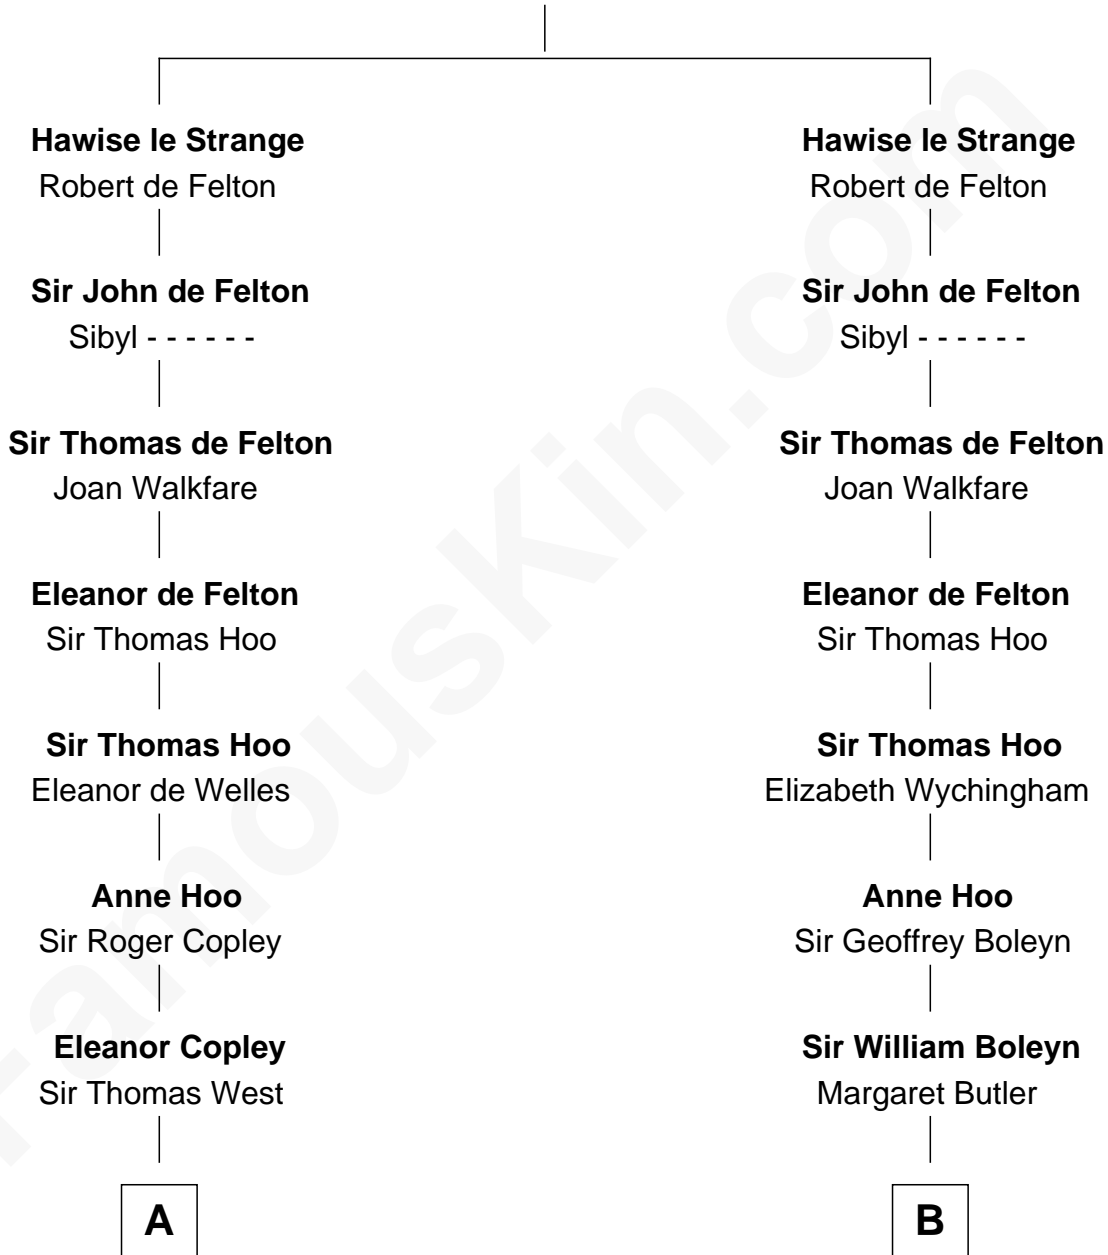 Hawise le Strange
Robert de Felton
Sir John de Felton
Sibyl - - - - - -
Sir Thomas de Felton
Joan Walkfare
Eleanor de Felton
Sir Thomas Hoo
Sir Thomas Hoo
Eleanor de Welles
Anne Hoo
Sir Roger Copley
Eleanor Copley
Sir Thomas West
A
Hawise le Strange
Robert de Felton
Sir John de Felton
Sibyl - - - - - -
Sir Thomas de Felton
Joan Walkfare
Eleanor de Felton
Sir Thomas Hoo
Sir Thomas Hoo
Elizabeth Wychingham
Anne Hoo
Sir Geoffrey Boleyn
Sir William Boleyn
Margaret Butler
B
FamousKin.com